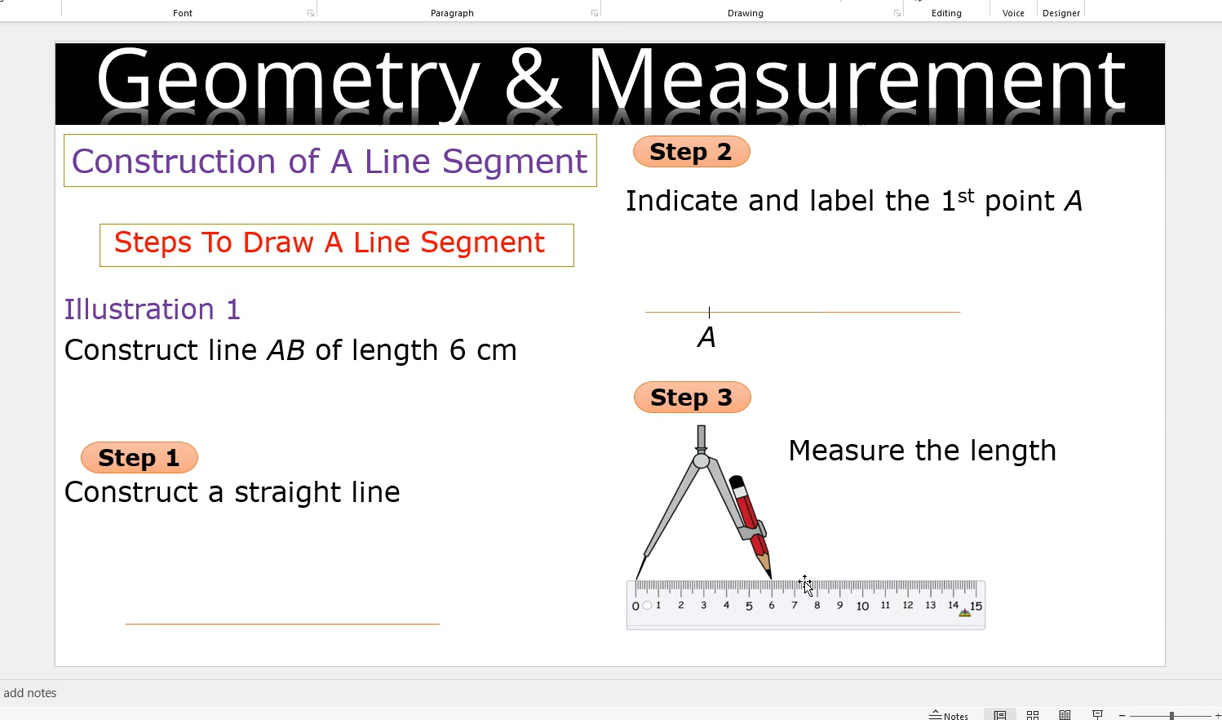 Font
Paragraph
Drawing
Editing
Voice
Designer
Geometry & Measurement
Construction of A Line Segment
Steps To Draw A Line Segment
Illustration 1
Construct line AB of length 6 cm
Step 1
Construct a straight line
Step 2
Indicate and label the 1st point A
A
Step 3
Measure the length
0 1 2 3 4 5 6 7 8 9 10 11 12 13 14 15
add notes
Notes